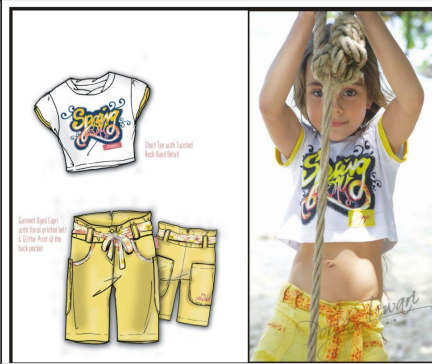 Spring
Short Tee with Twisted
Neck Band Detail
Garment Dyed Capri
with floral printed belt
& Glitter Print at the
back pocket
Spring